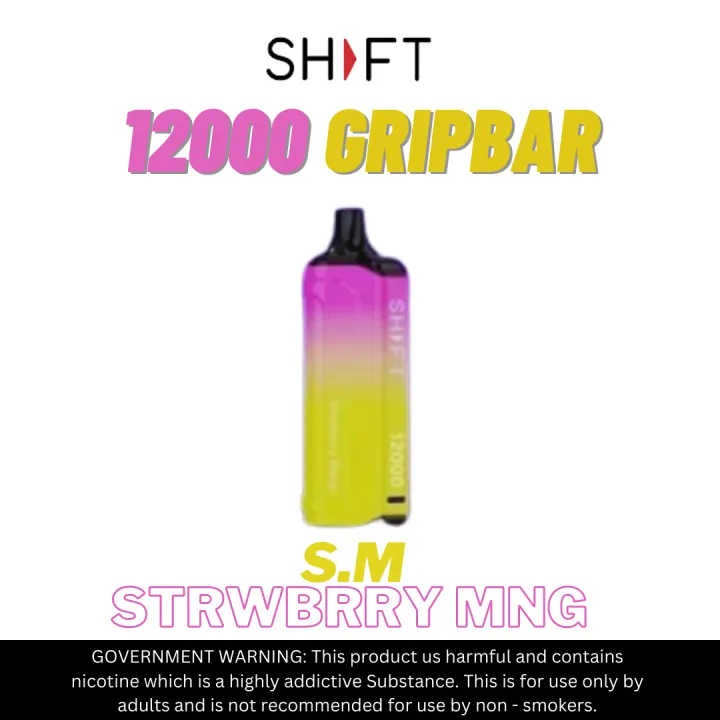 SHIFT
12000 GRIPBAR
SHIFT 12000
S.M
STRWBRRY MNG
GOVERNMENT WARNING: This product us harmful and contains
nicotine which is a highly addictive Substance. This is for use only by
adults and is not recommended for use by non - smokers.